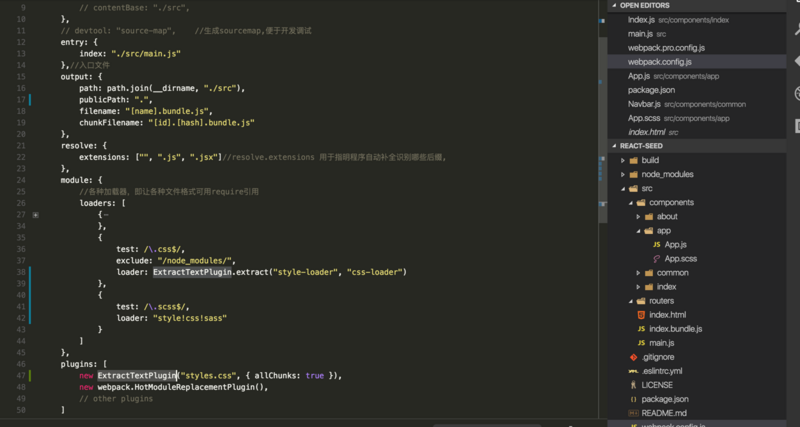 9 // contentBase: "./src",
10 },
11 // devtool: "source-map", //生成sourcemap,便于开发调试
12 entry: {
13 index: "./src/main.js"
14 },//入口文件
15 output: {
16 path: path.join(__dirname, "./src"),
17 publicPath: ".",
18 filename: "[name].bundle.js",
19 chunkFilename: "[id].[hash].bundle.js"
20 },
21 resolve: {
22 extensions: ["", ".js", ".jsx"]//resolve.extensions 用于指明程序自动补全识别哪些后缀,
23 },
24 module: {
25 //各种加载器，即让各种文件格式可用require引用
26 loaders: [
27 {
34 },
35 {
36 test: /\.css$/,
37 exclude: "/node_modules/",
38 loader: ExtractTextPlugin.extract("style-loader", "css-loader")
39 },
40 {
41 test: /\.scss$/,
42 loader: "style!css!sass"
43 }
44 ]
45 },
46 plugins: [
47 new ExtractTextPlugin("styles.css", { allChunks: true }),
48 new webpack.HotModuleReplacementPlugin(),
49 // other plugins
50 ]
OPEN EDITORS
Index.js src/components/index
main.js src
webpack.pro.config.js
webpack.config.js
App.js src/components/app
package.json
Navbar.js src/components/common
App.scss src/components/app
index.html src
REACT-SEED
build
node_modules
src
components
about
app
JS App.js
App.scss
common
index
routers
index.html
JS index.bundle.js
JS main.js
.gitignore
.eslintrc.yml
LICENSE
package.json
README.md
webpack.config.js